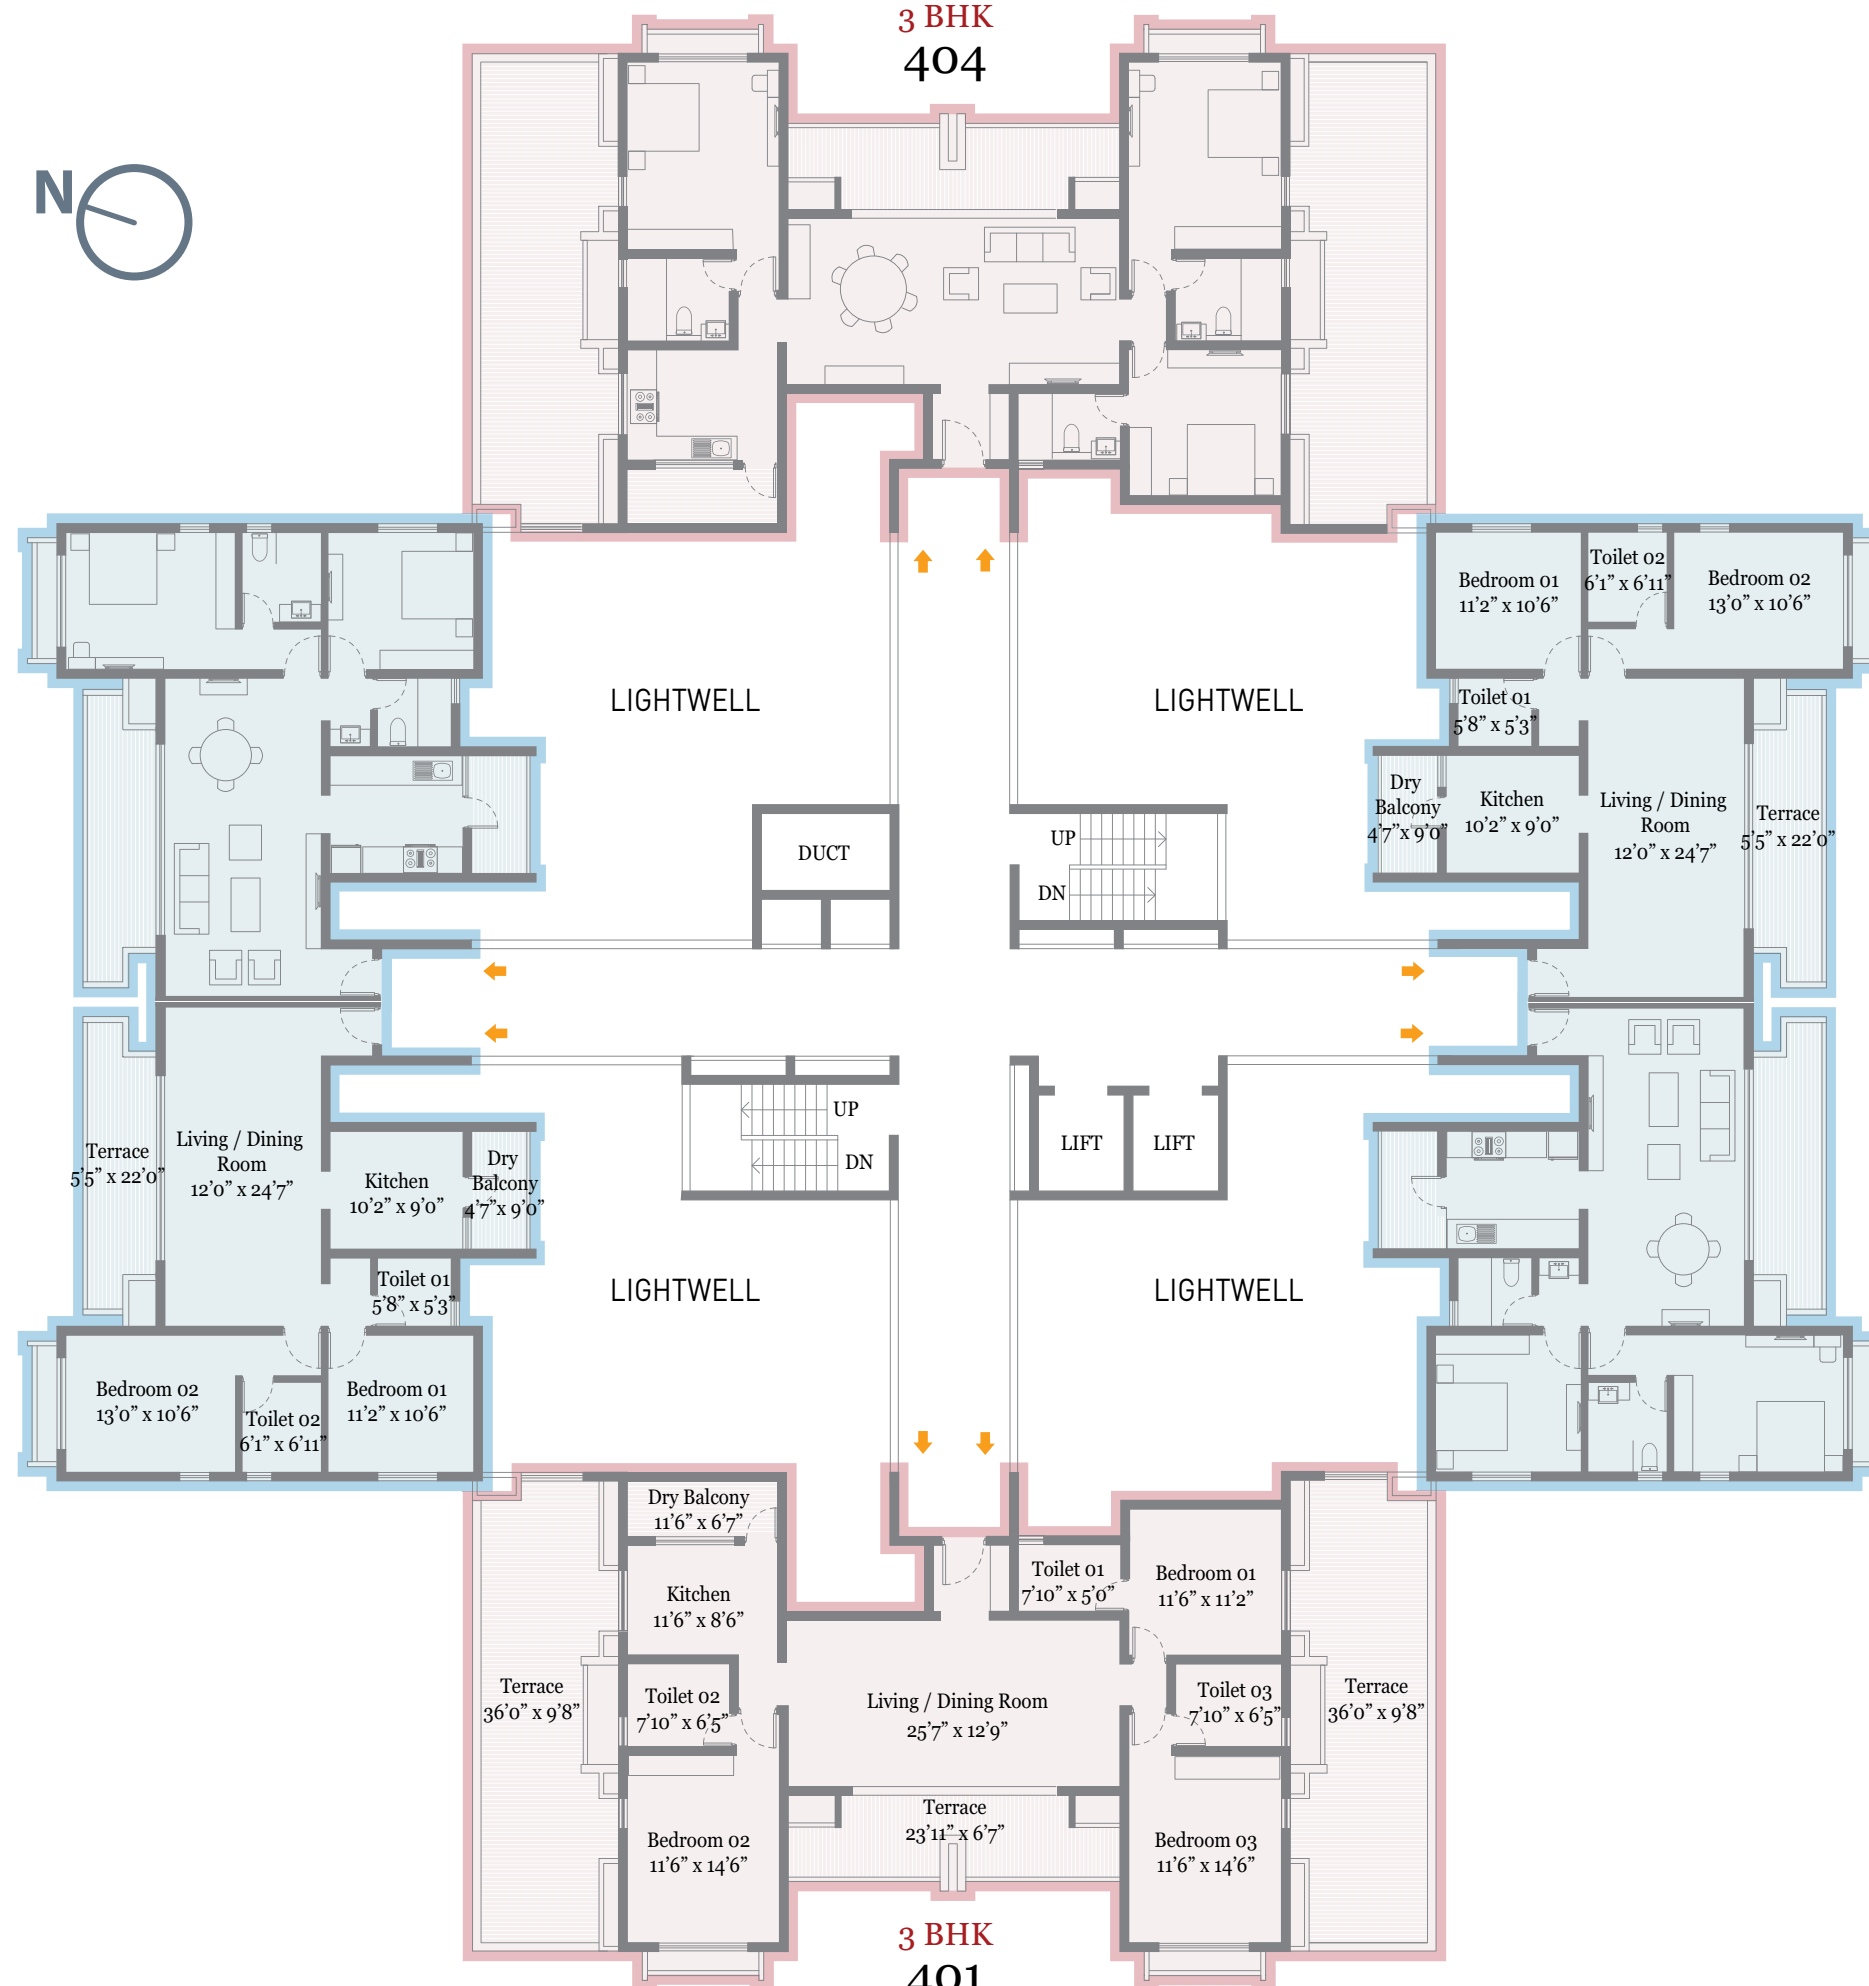 3 BHK
404
N
Bedroom 01
11’2” x 10’6”
Toilet 02
6’1” x 6’11”
Bedroom 02
13’0” x 10’6”
LIGHTWELL
LIGHTWELL
Toilet 01
5’8” x 5’3”
Dry
Balcony
4’7”x 9’0”
Kitchen
10’2” x 9’0”
Living / Dining
Room
12’0” x 24’7”
Terrace
5’5” x 22’0”
DUCT
UP
DN
UP
DN
LIFT
LIFT
Terrace
5’5” x 22’0”
Living / Dining
Room
12’0” x 24’7”
Kitchen
10’2” x 9’0”
Dry
Balcony
4’7”x 9’0”
Toilet 01
5’8” x 5’3”
LIGHTWELL
LIGHTWELL
Bedroom 02
13’0” x 10’6”
Toilet 02
6’1” x 6’11”
Bedroom 01
11’2” x 10’6”
Dry Balcony
11’6” x 6’7”
Kitchen
11’6” x 8’6”
Toilet 01
7’10” x 5’0”
Bedroom 01
11’6” x 11’2”
Terrace
36’0” x 9’8”
Toilet 02
7’10” x 6’5”
Living / Dining Room
25’7” x 12’9”
Toilet 03
7’10” x 6’5”
Terrace
36’0” x 9’8”
Terrace
23’11” x 6’7”
Bedroom 02
11’6” x 14’6”
Bedroom 03
11’6” x 14’6”
3 BHK
401